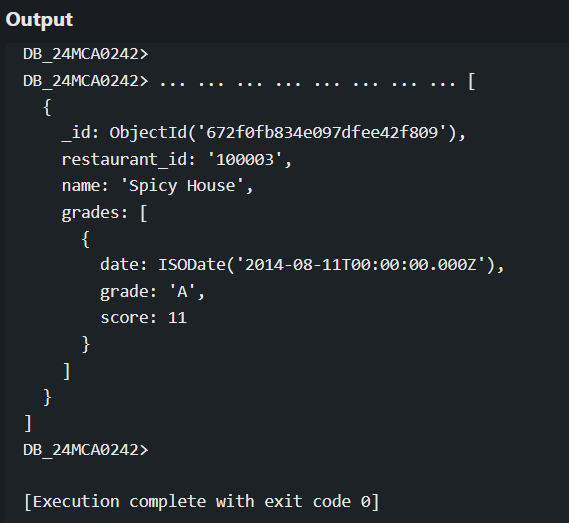 Output
DB_24MCA0242>
DB_24MCA0242> ... ... ... ... ... ... ... ... [
  {
    _id: ObjectId('672f0fb834e097dfee42f809'),
    restaurant_id: '100003',
    name: 'Spicy House',
    grades: [
      {
        date: ISODate('2014-08-11T00:00:00.000Z'),
        grade: 'A',
        score: 11
      }
    ]
  }
]
DB_24MCA0242>
[Execution complete with exit code 0]